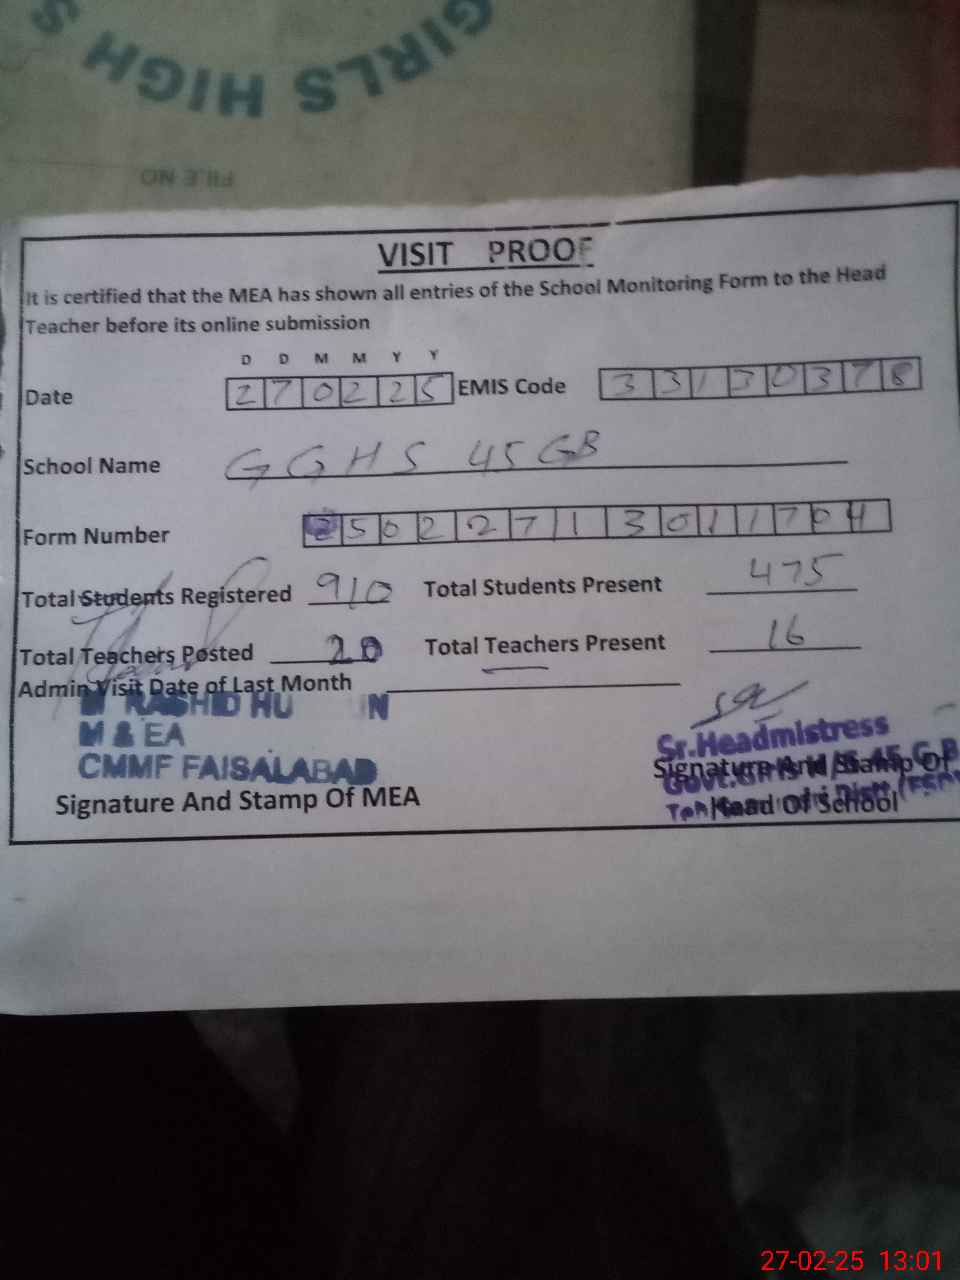 GIRLS HIGH S
FILE NO
VISIT PROOF
It is certified that the MEA has shown all entries of the School Monitoring Form to the Head
Teacher before its online submission
D D M M Y Y
Date 270225 EMIS Code 33130378
School Name GGHS 45 GB
Form Number 25022713011704
Total Students Registered 910 Total Students Present 475
Total Teachers Posted 20 Total Teachers Present 16
Admin Visit Date of Last Month
M RASHID
M & EA
CMMF FAISALABAD
Signature And Stamp Of MEA
Sr.Headmistress
Signature And Stamp Of
Head Of School
27-02-25 13:01